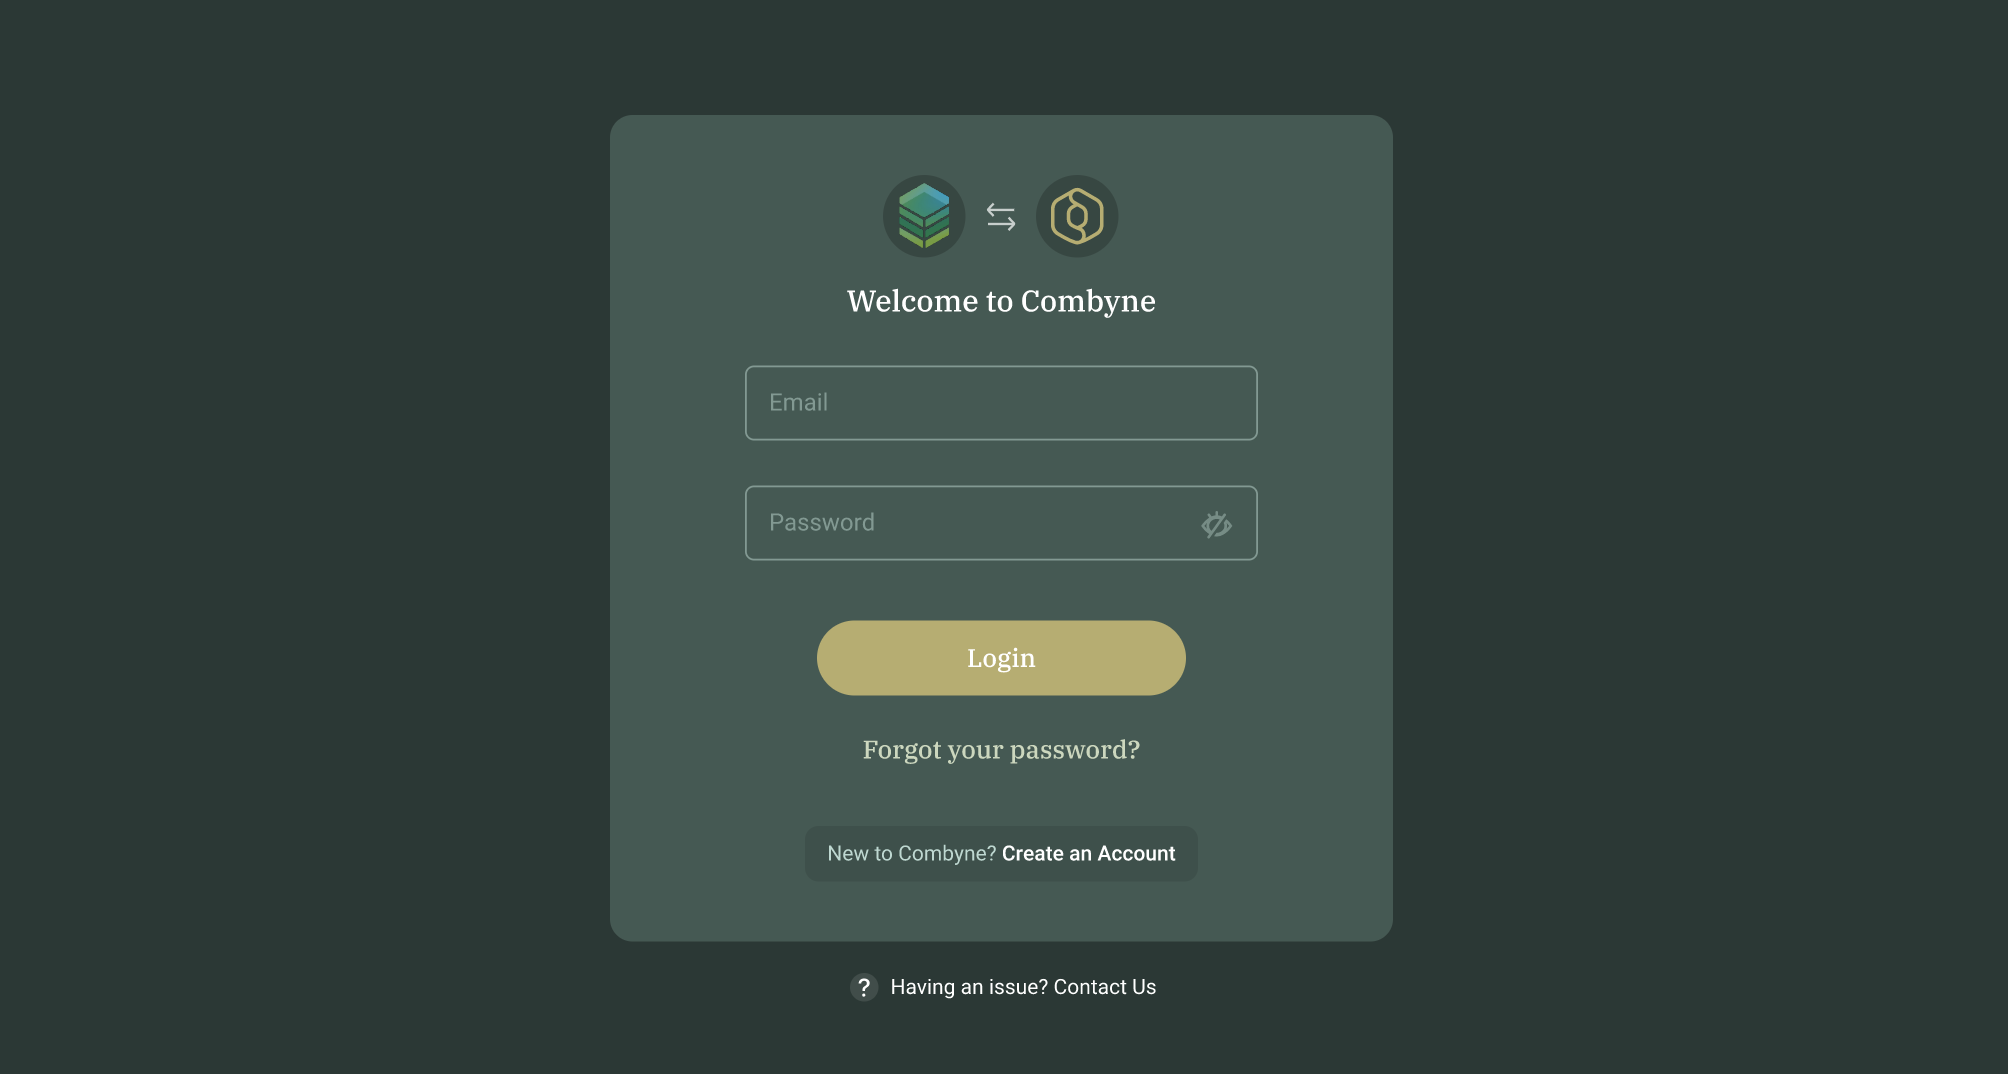 Welcome to Combyne
Email
Password
Login
Forgot your password?
New to Combyne? Create an Account
? Having an issue? Contact Us